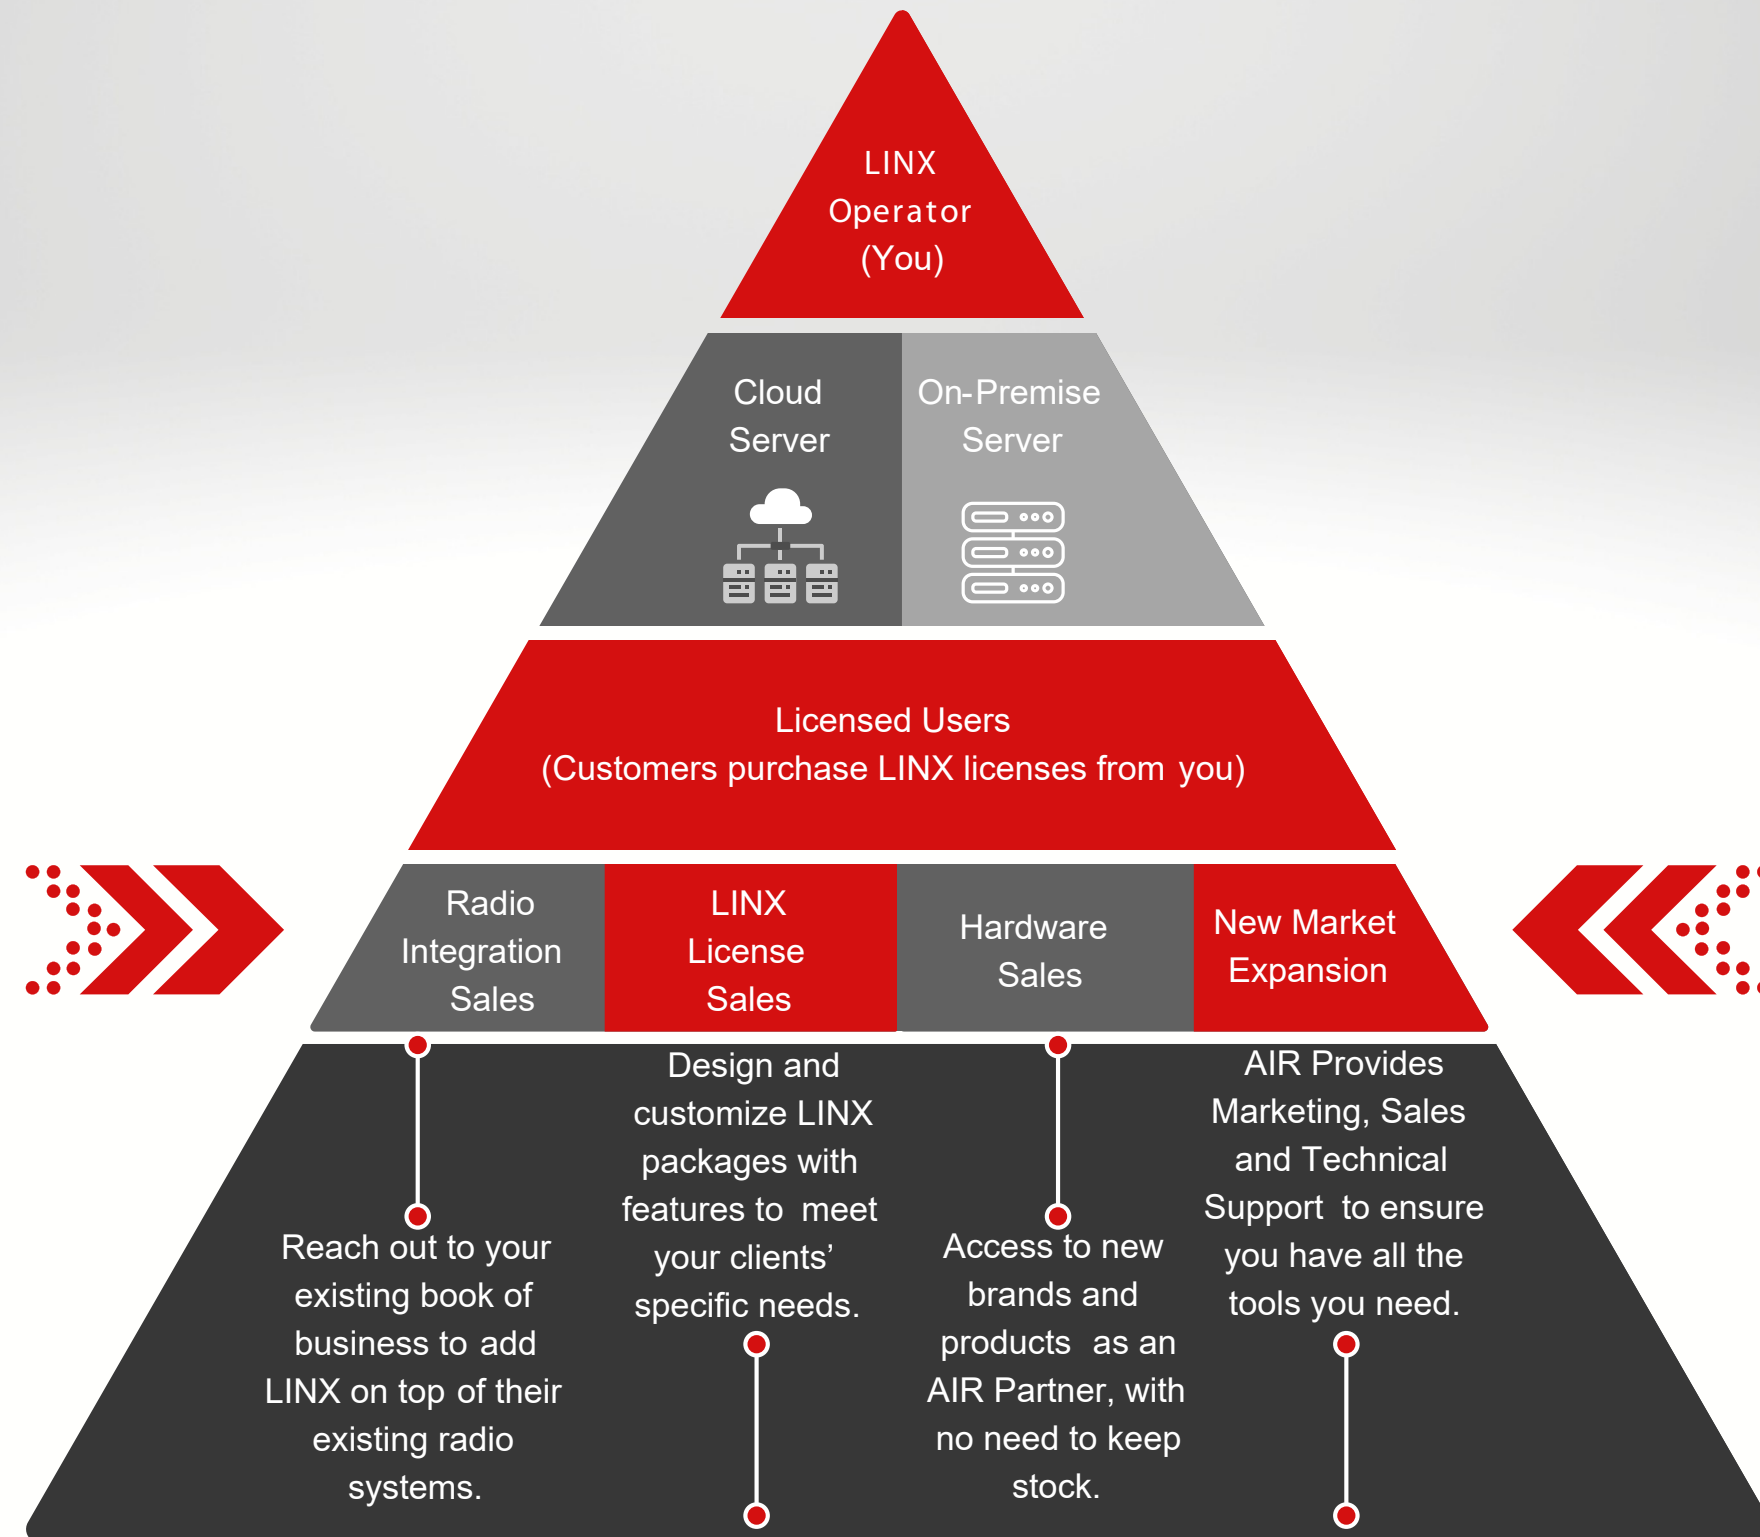 LINX
Operator
(You)
Cloud
Server
On-Premise
Server
Licensed Users
(Customers purchase LINX licenses from you)
Radio
Integration
Sales
LINX
License
Sales
Hardware
Sales
New Market
Expansion
Reach out to your
existing book of
business to add
LINX on top of their
existing radio
systems.
Design and
customize LINX
packages with
features to meet
your clients’
specific needs.
Access to new
brands and
products as an
AIR Partner, with
no need to keep
stock.
AIR Provides
Marketing, Sales
and Technical
Support to ensure
you have all the
tools you need.